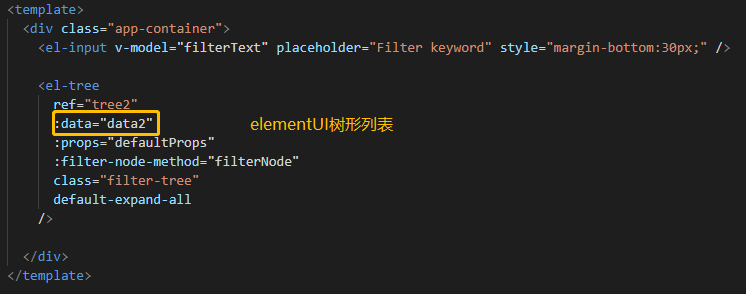 <template>
<div class="app-container">
<el-input v-model="filterText" placeholder="Filter keyword" style="margin-bottom:30px;" />
<el-tree
ref="tree2"
:data="data2" elementUI树形列表
:props="defaultProps"
:filter-node-method="filterNode"
class="filter-tree"
default-expand-all
/>
</div>
</template>